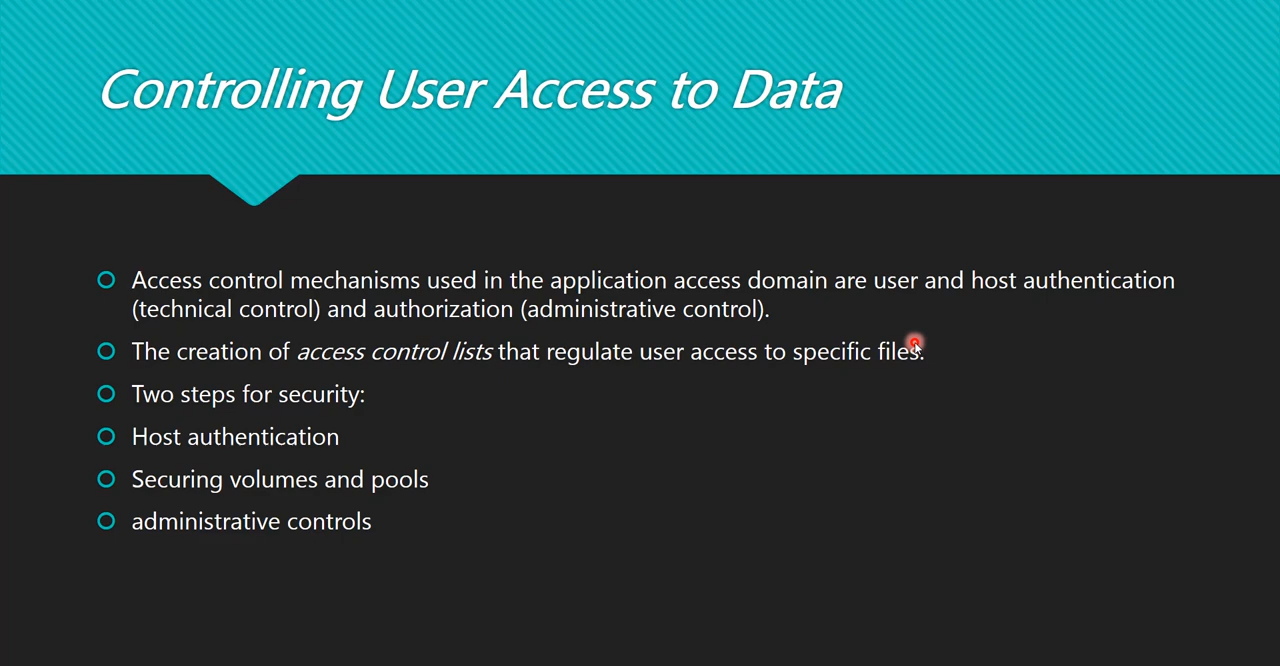 Controlling User Access to Data
Access control mechanisms used in the application access domain are user and host authentication
(technical control) and authorization (administrative control).
The creation of access control lists that regulate user access to specific files.
Two steps for security:
Host authentication
Securing volumes and pools
administrative controls